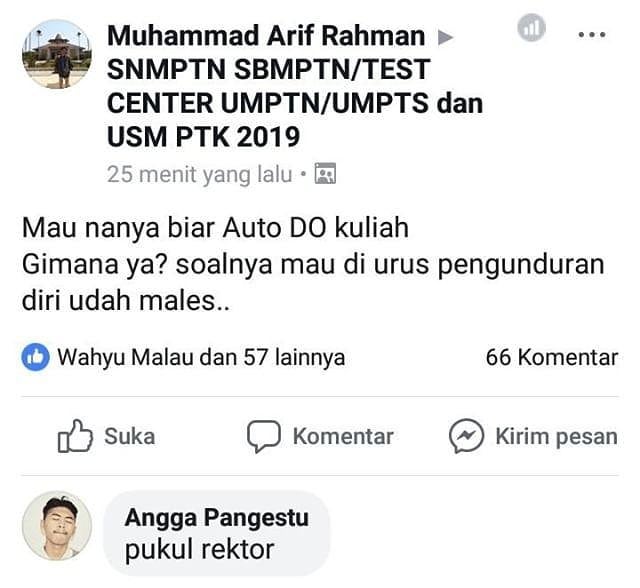 Muhammad Arif Rahman ▶
SNMPTN SBMPTN/TEST
CENTER UMPTN/UMPTS dan
USM PTK 2019
25 menit yang lalu •
Mau nanya biar Auto DO kuliah
Gimana ya? soalnya mau di urus pengunduran
diri udah males..
Wahyu Malau dan 57 lainnya 66 Komentar
Suka Komentar Kirim pesan
Angga Pangestu
pukul rektor